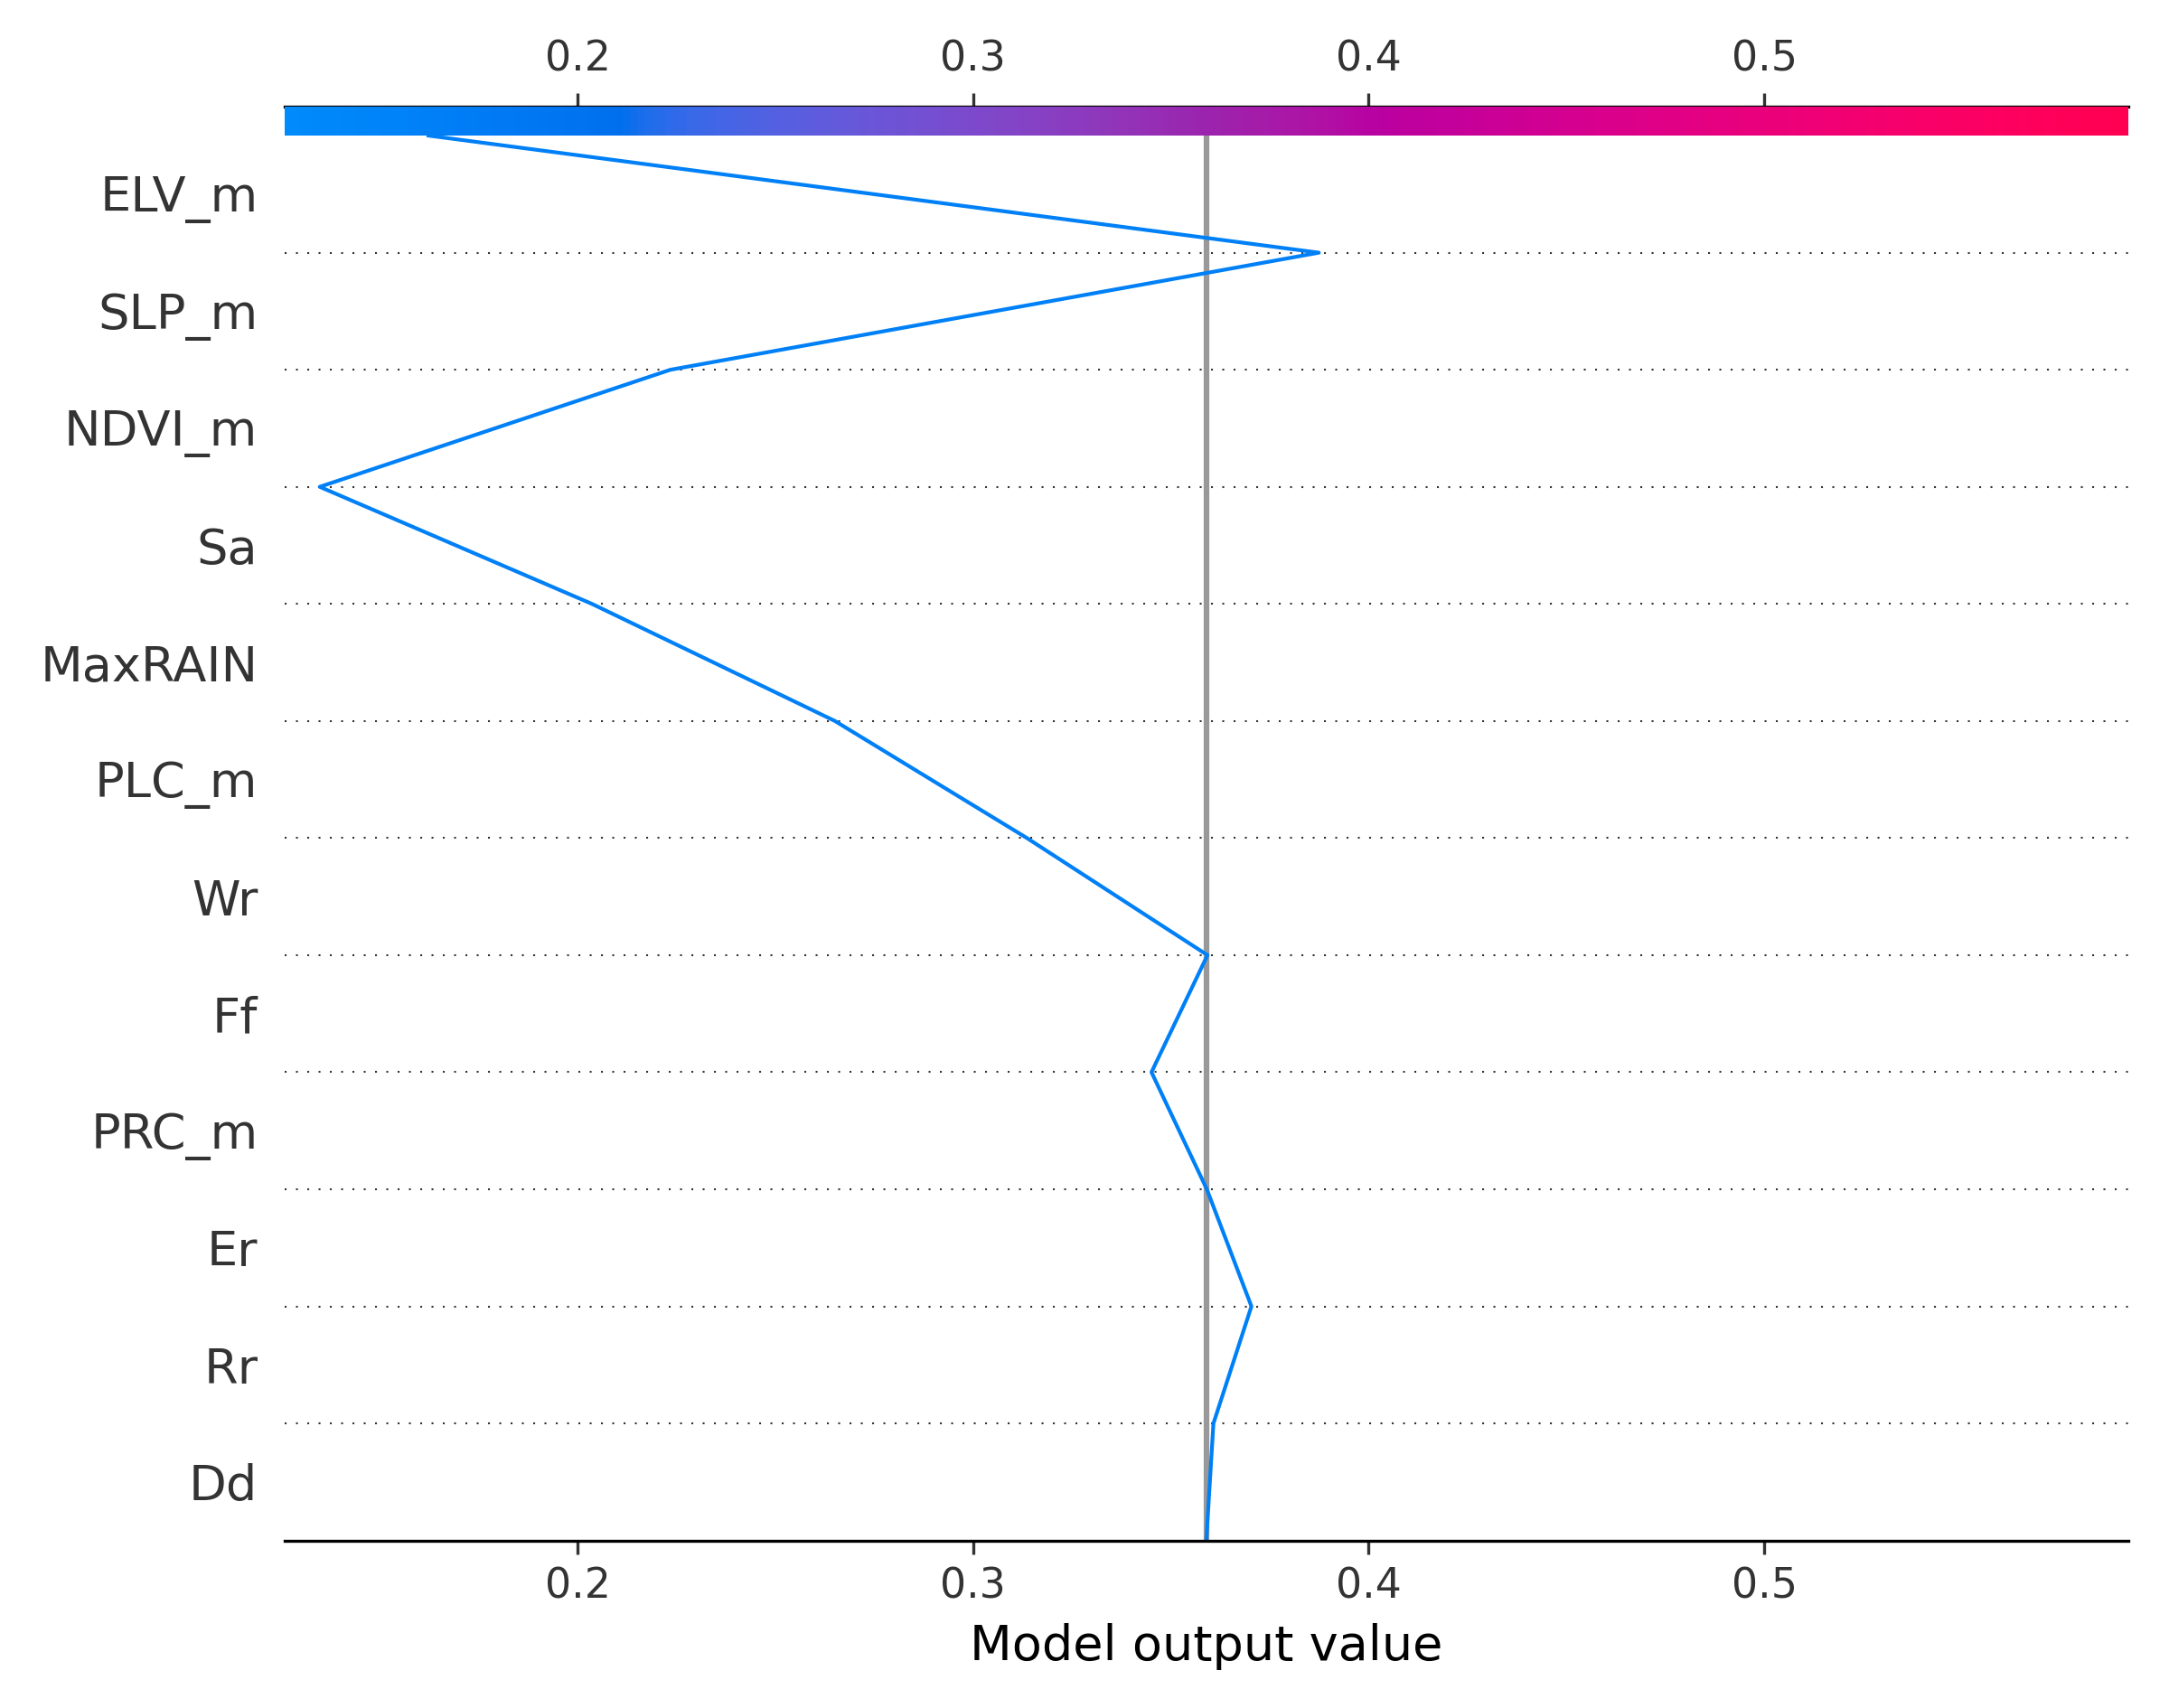 0.2 0.3 0.4 0.5
ELV_m
SLP_m
NDVI_m
Sa
MaxRAIN
PLC_m
Wr
Ff
PRC_m
Er
Rr
Dd
0.2 0.3 0.4 0.5
Model output value